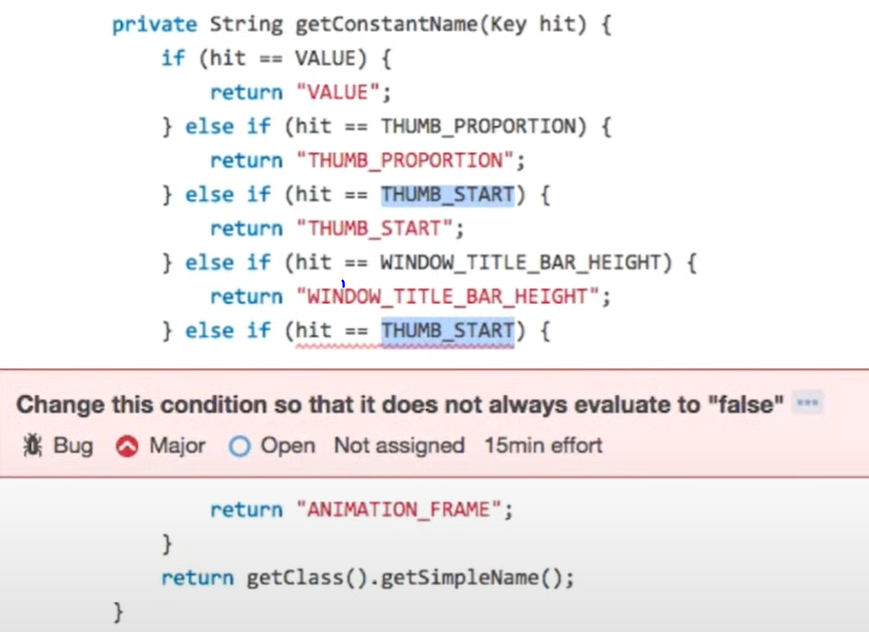 private String getConstantName(Key hit) {
if (hit == VALUE) {
return "VALUE";
} else if (hit == THUMB_PROPORTION) {
return "THUMB_PROPORTION";
} else if (hit == THUMB_START) {
return "THUMB_START";
} else if (hit == WINDOW_TITLE_BAR_HEIGHT) {
return "WINDOW_TITLE_BAR_HEIGHT";
} else if (hit == THUMB_START) {
Change this condition so that it does not always evaluate to "false" ...
Bug Major Open Not assigned 15min effort
return "ANIMATION_FRAME";
}
return getClass().getSimpleName();
}